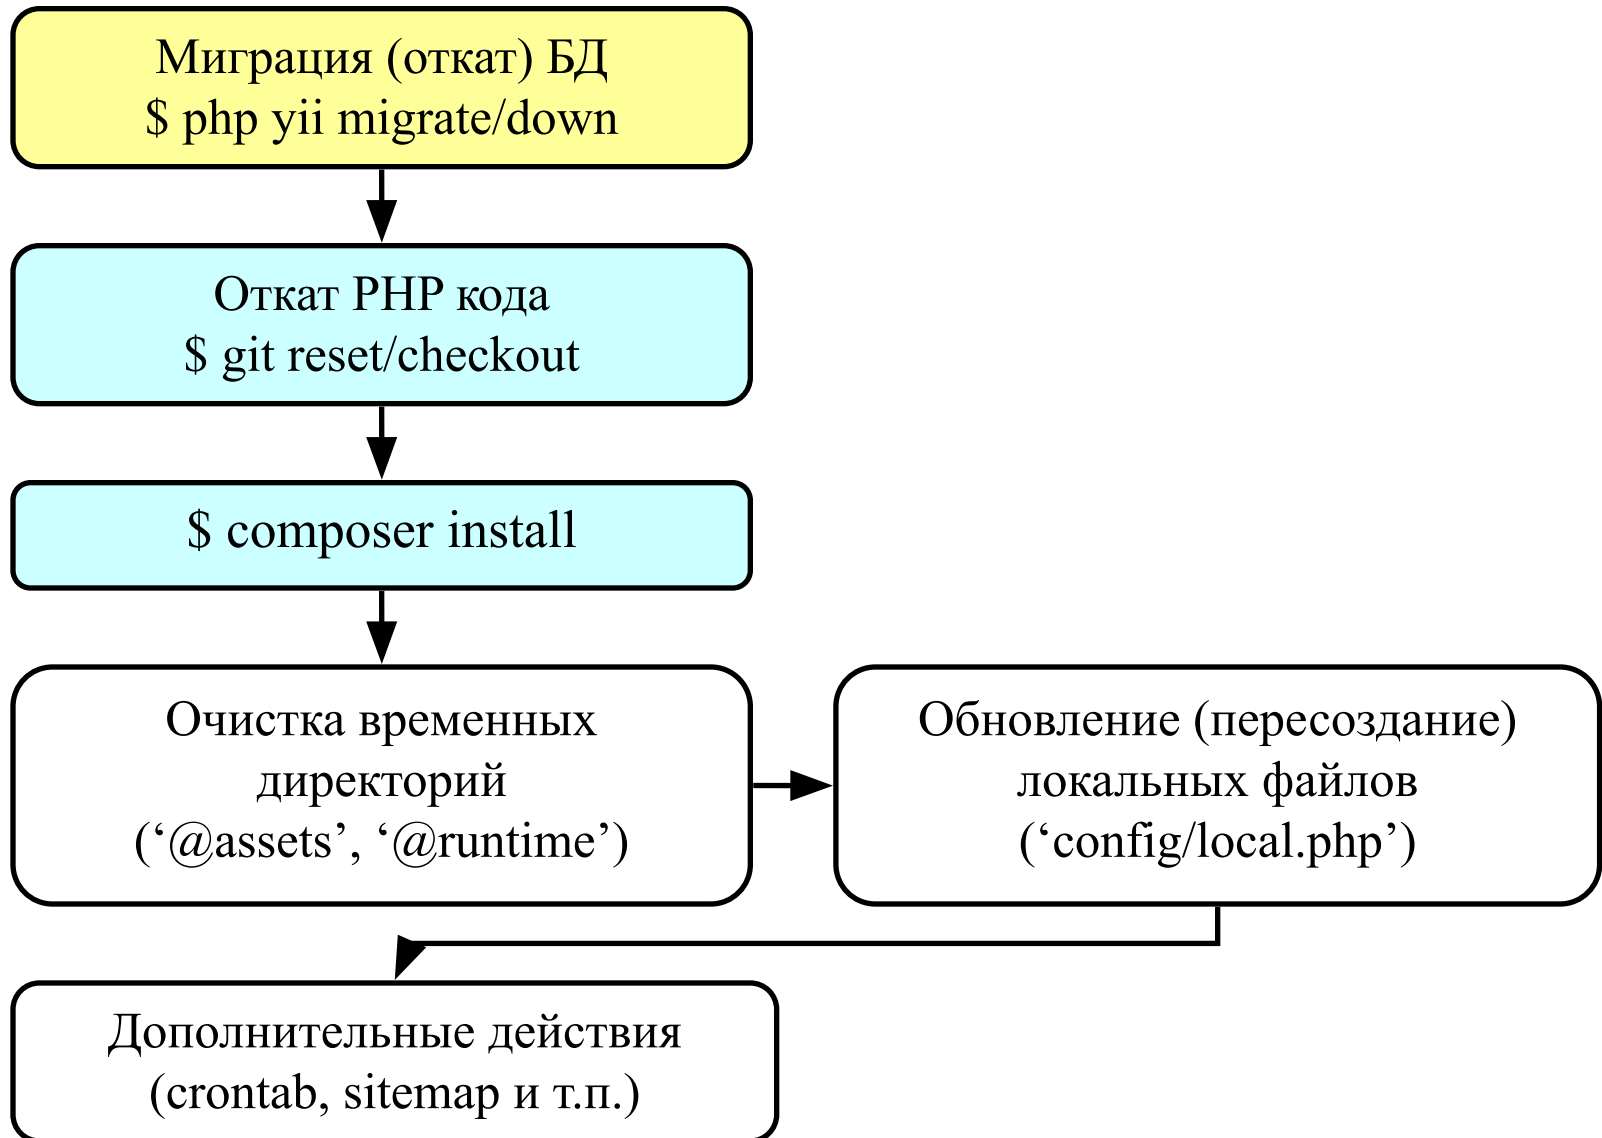 Миграция (откат) БД
$ php yii migrate/down
Откат PHP кода
$ git reset/checkout
$ composer install
Очистка временных
директорий
(‘@assets’, ‘@runtime’)
Обновление (пересоздание)
локальных файлов
(‘config/local.php’)
Дополнительные действия
(crontab, sitemap и т.п.)